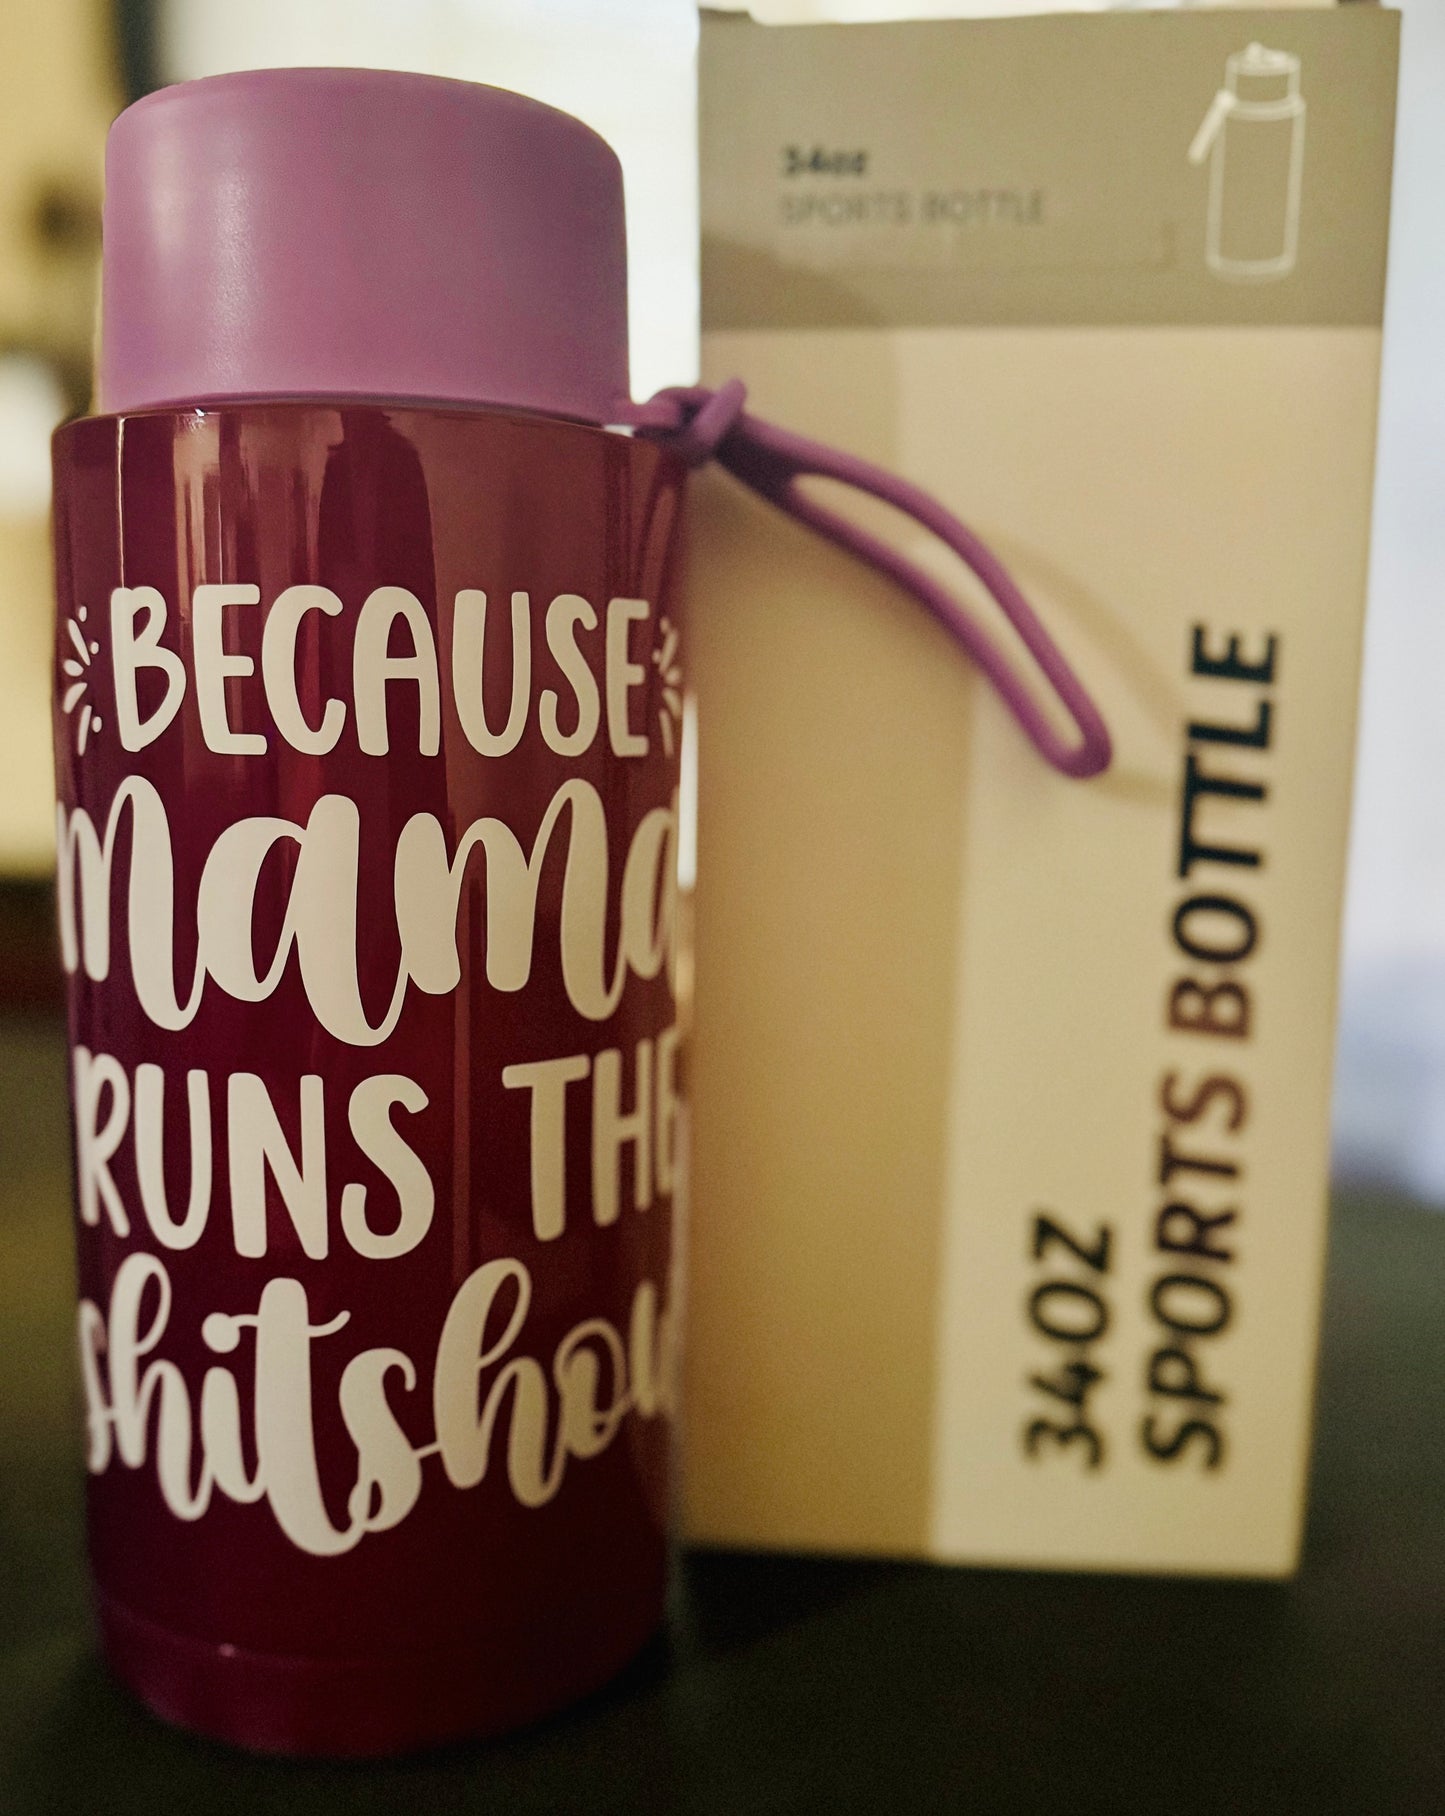 BECAUSE
mama
RUNS THE
shitshow
34oz
SPORTS BOTTLE
34OZ
SPORTS BOTTLE